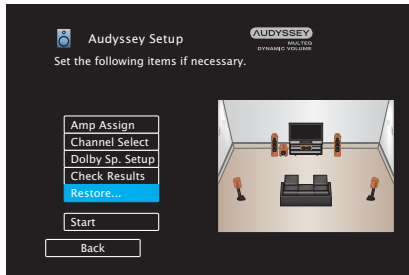 Audyssey Setup
AUDYSSEY
MULTEQ
DYNAMIC VOLUME
Set the following items if necessary.
Amp Assign
Channel Select
Dolby Sp. Setup
Check Results
Restore...
Start
Back